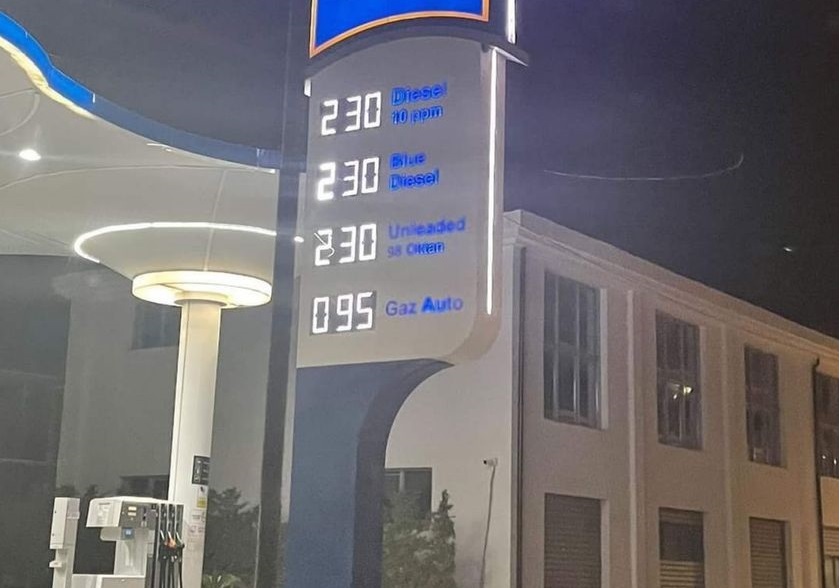 230 Diesel
10 ppm
230 Blue
Diesel
230 Unleaded
98 Oktan
095 Gaz Auto